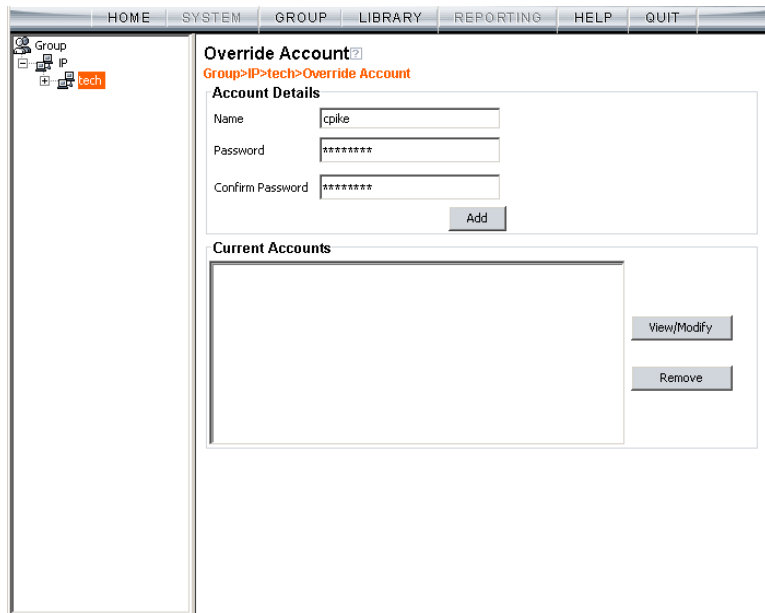 HOME SYSTEM GROUP LIBRARY REPORTING HELP QUIT
Group
IP
tech
Override Account?
Group>IP>tech>Override Account
Account Details
Name cpike
Password ********
Confirm Password ********
Add
Current Accounts
View/Modify
Remove